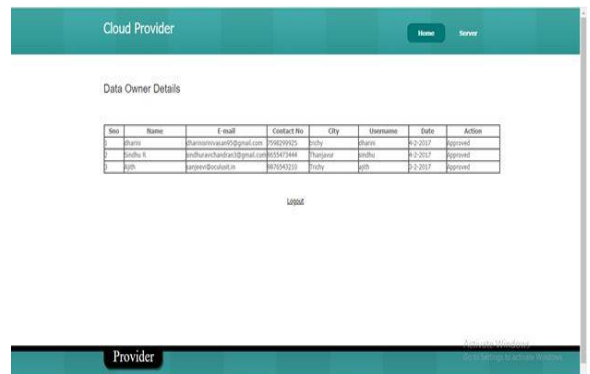 Cloud Provider
Home Server
Data Owner Details
Sno Name E-mail Contact No City Username Date Action
1 dharini dharinisrinivasan95@gmail.com 7598299925 trichy dharini 4-2-2017 Approved
2 Sindhu R sindhuravichandran3@gmail.com 9655473444 Thanjavur sindhu 4-2-2017 Approved
3 Ajith sanjeevi@oculusit.in 9876543210 Trichy ajith 3-2-2017 Approved
Logout
Activate Windows
Go to Settings to activate Windows.
Provider